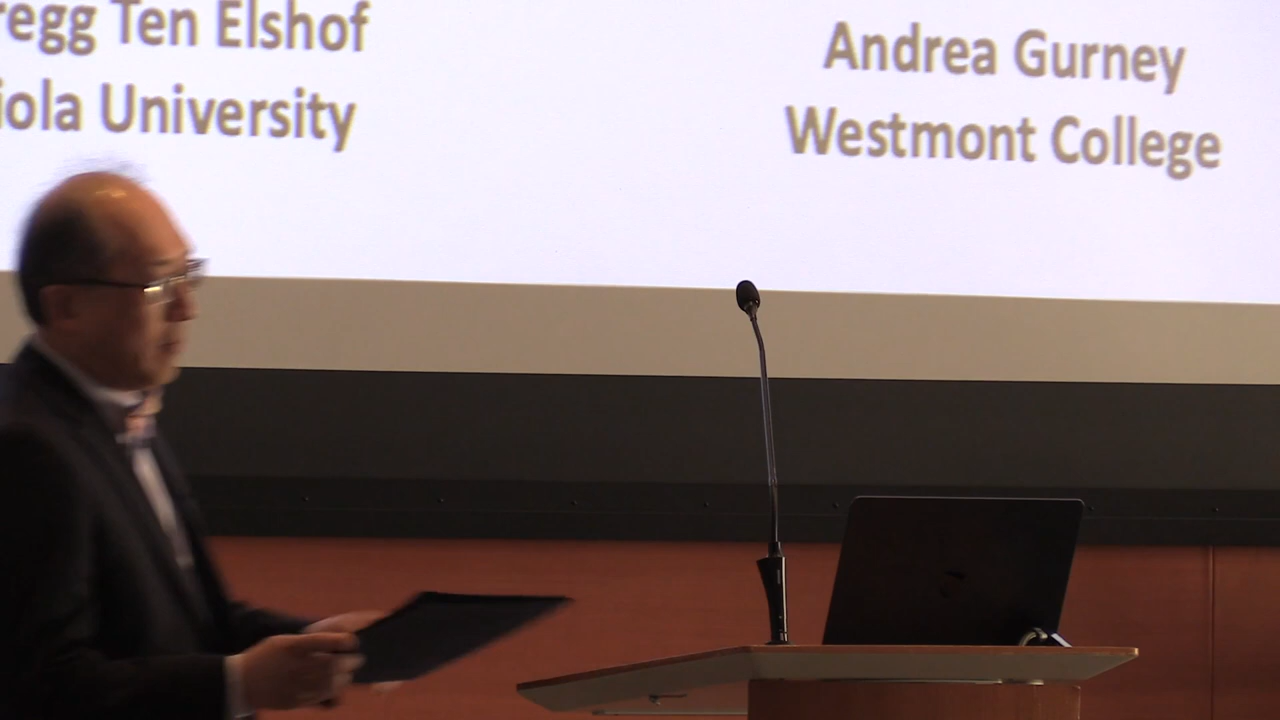 regg Ten Elshof
iola University
Andrea Gurney
Westmont College